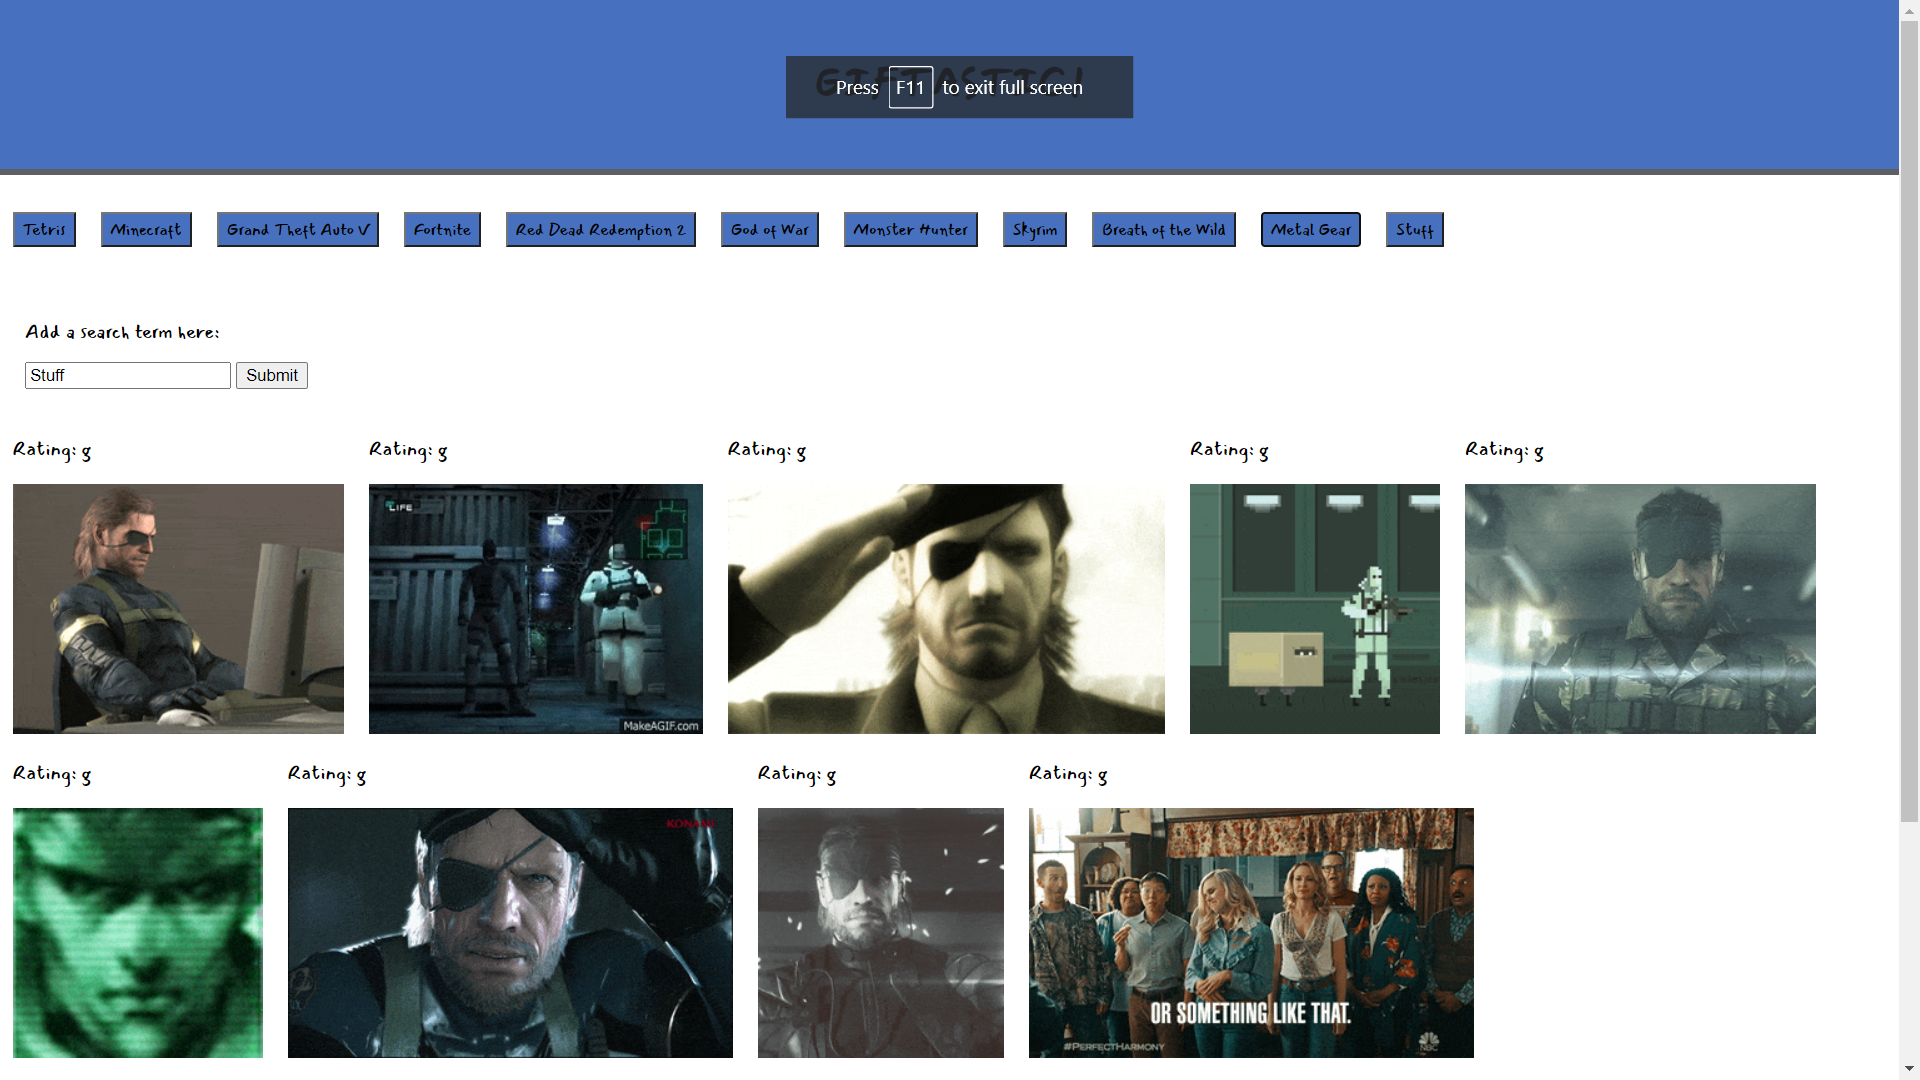 GIFTASTIC!
Press F11 to exit full screen
Tetris Minecraft Grand Theft Auto V Fortnite Red Dead Redemption 2 God of War Monster Hunter Skyrim Breath of the Wild Metal Gear Stuff
Add a search term here:
Stuff Submit
Rating: g Rating: g Rating: g Rating: g Rating: g
LIFE
MakeAGIF.com
Rating: g Rating: g Rating: g Rating: g
KONAMI
OR SOMETHING LIKE THAT.
#PERFECTHARMONY
NBC